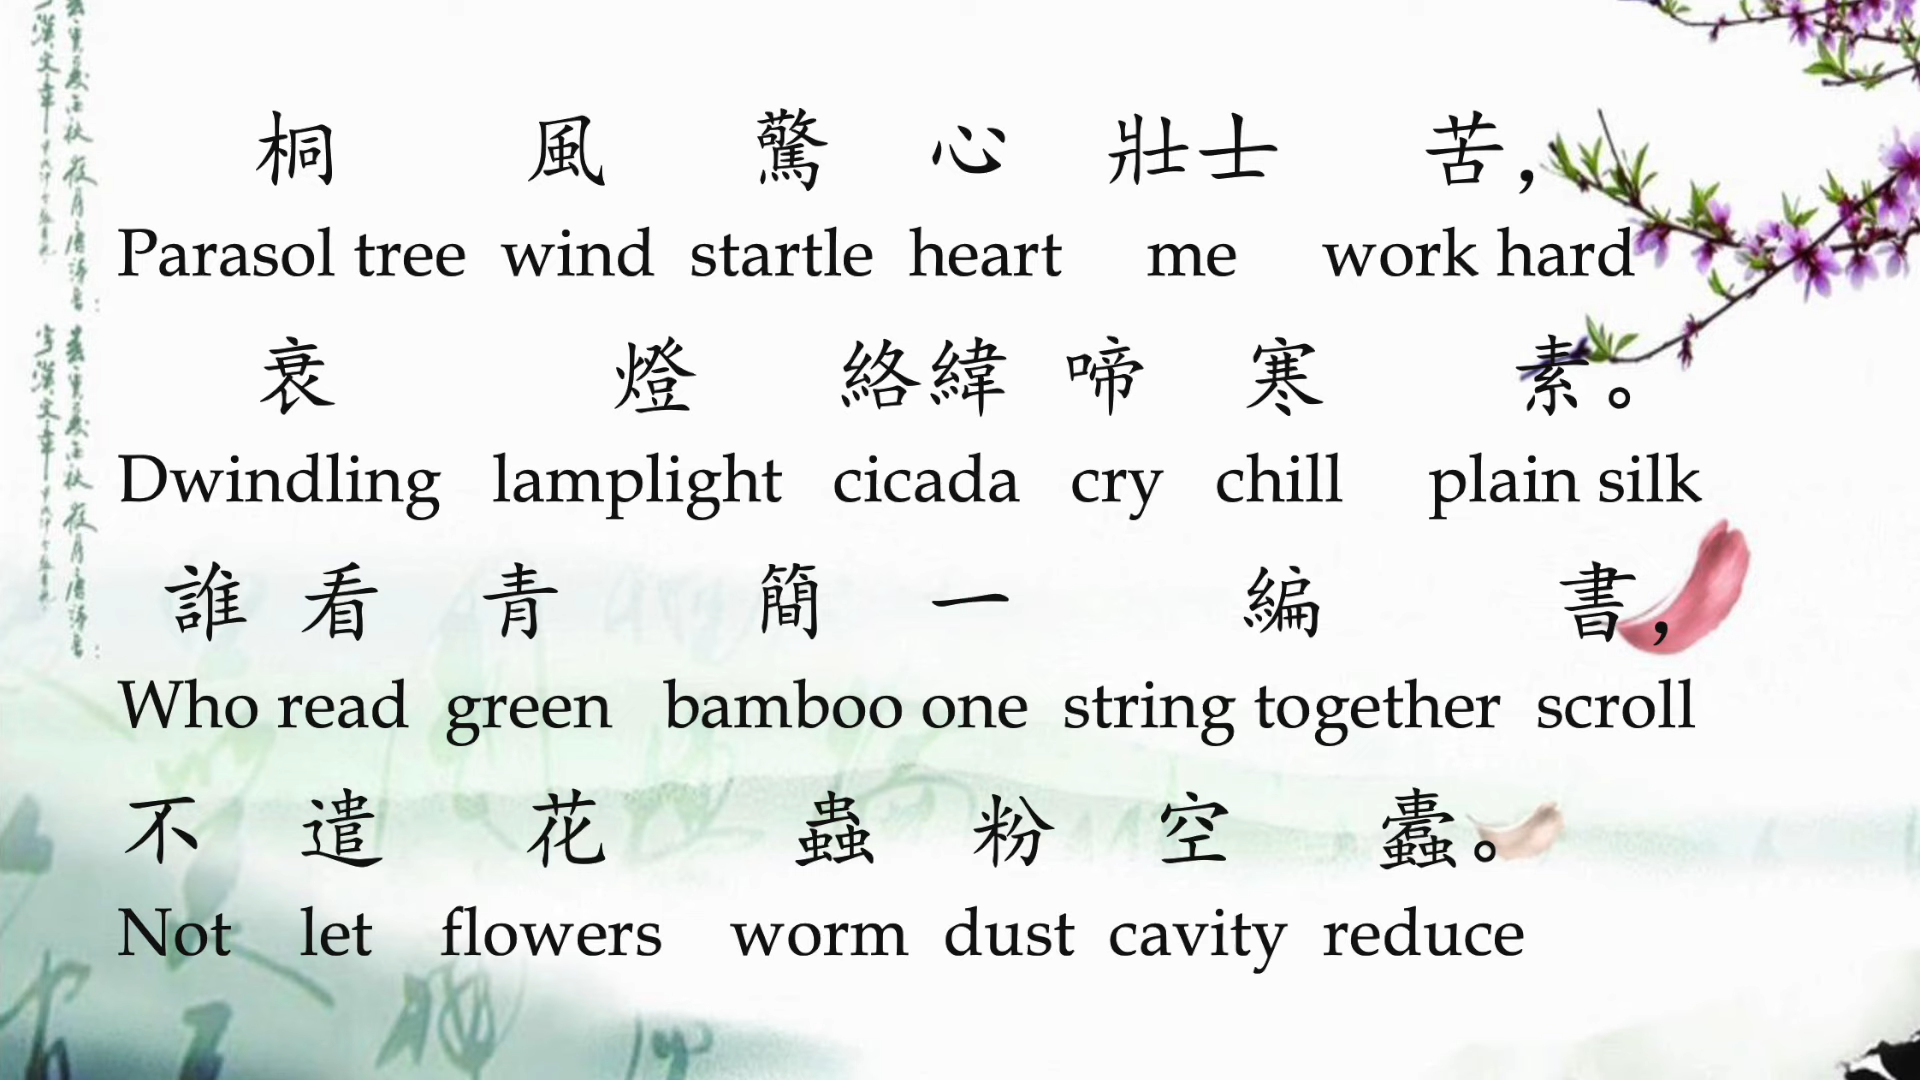 桐 風 驚 心 壯士 苦，
Parasol tree wind startle heart me work hard
衰 燈 絡緯 啼 寒 素。
Dwindling lamplight cicada cry chill plain silk
誰 看 青 簡 一 編 書，
Who read green bamboo one string together scroll
不 遣 花 蟲 粉 空 蠹。
Not let flowers worm dust cavity reduce